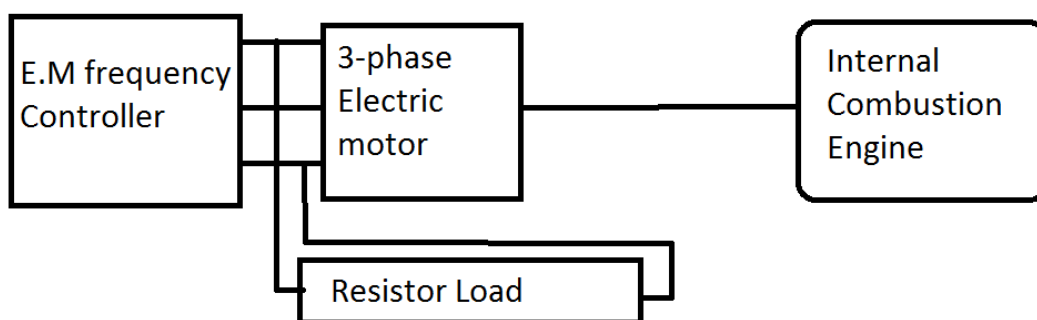 E.M frequency
Controller
3-phase
Electric
motor
Internal
Combustion
Engine
Resistor Load